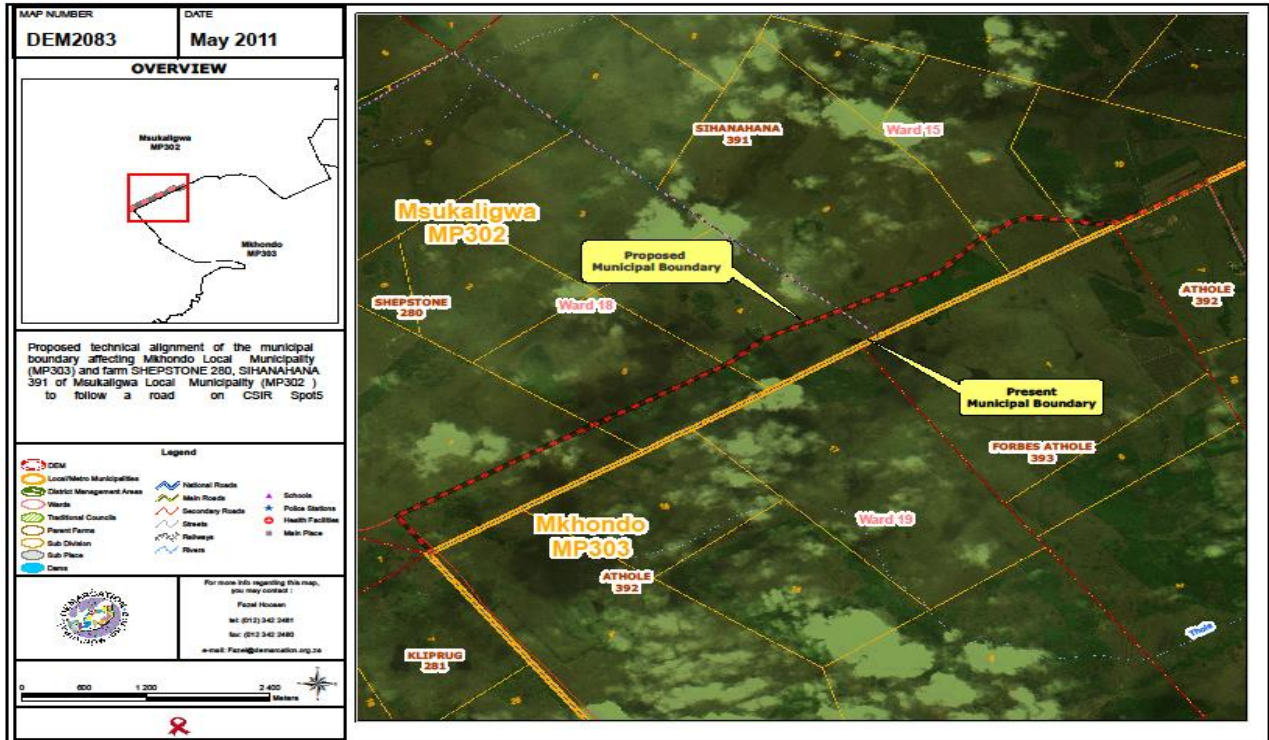 MAP NUMBER
DEM2083
DATE
May 2011
OVERVIEW
Msukaligwa
MP302
Mkhondo
MP303
Proposed technical alignment of the municipal
boundary affecting Mkhondo Local Municipality
(MP303) and farm SHEPSTONE 280, SIHANAHANA
391 of Msukaligwa Local Municipality (MP302 )
to follow a road on CSIR Spot5
Legend
DEM
Local/Metro Municipalities
District Management Areas
Wards
Traditional Councils
Parent Farms
Sub Division
Sub Place
Dams
National Roads
Main Roads
Secondary Roads
Streets
Railways
Rivers
Schools
Police Stations
Health Facilities
Main Place
For more info regarding this map,
you may contact :
Fazel Hoosen
tel: (012) 342 2481
fax: (012 342 2480
e-mail: Fazel@demarcation.org.za
0 600 1 200 2 400
Meters
SIHANAHANA
391
Ward 15
Msukaligwa
MP302
Proposed
Municipal Boundary
SHEPSTONE
280
Ward 18
ATHOLE
392
Present
Municipal Boundary
FORBES ATHOLE
393
Mkhondo
MP303
Ward 19
ATHOLE
392
KLIPRUG
281
Thole